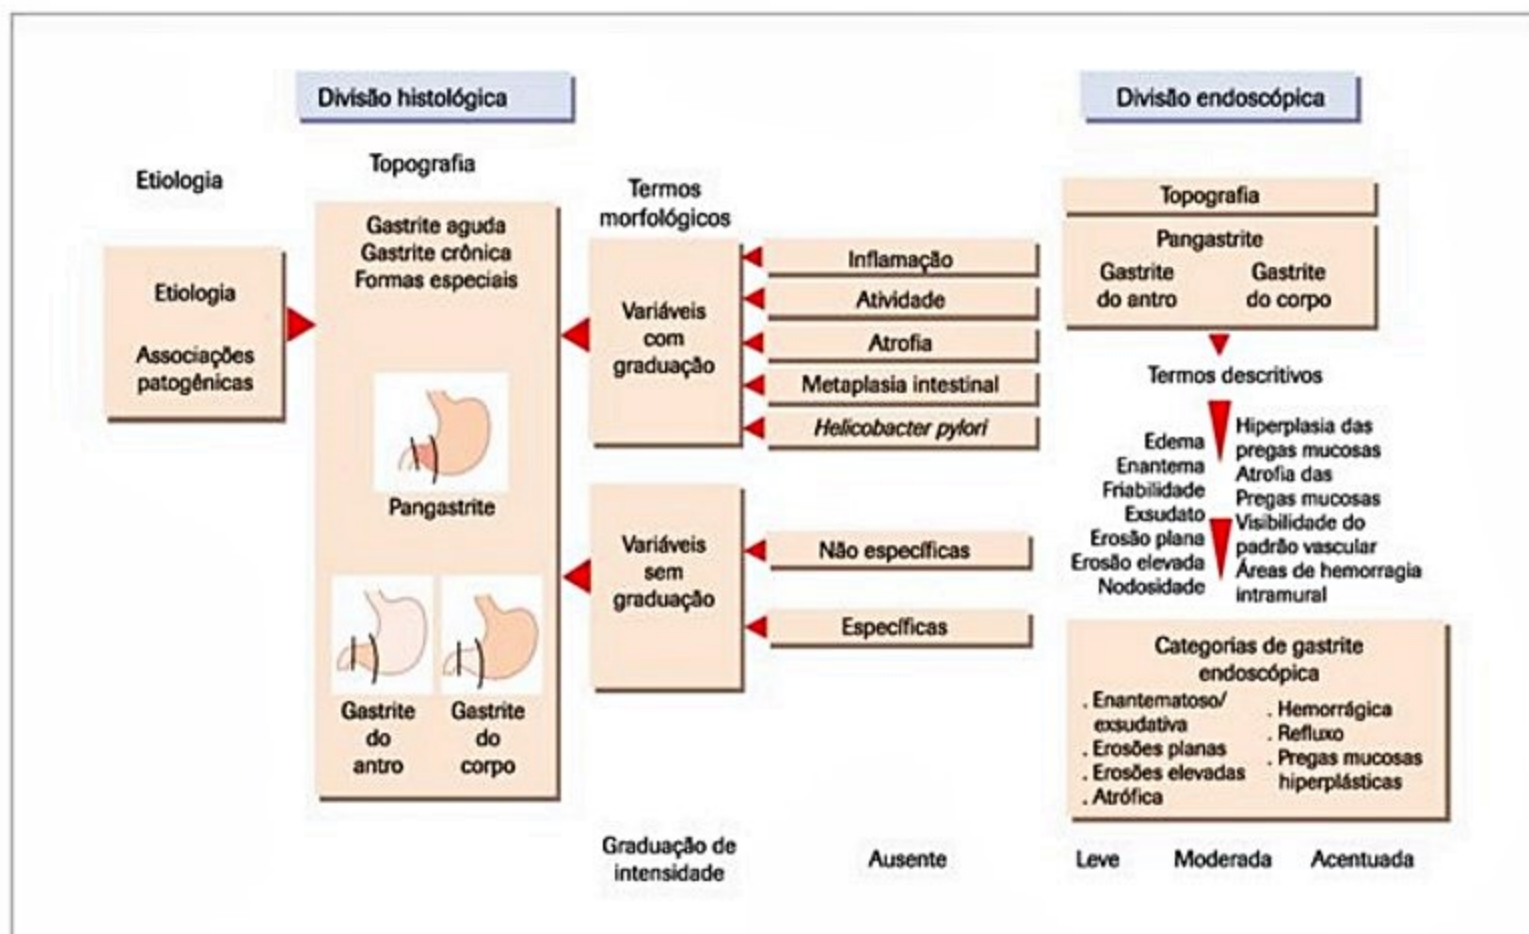 Divisão histológica
Divisão endoscópica
Etiologia
Topografia
Etiologia
Associações
patogênicas
Gastrite aguda
Gastrite crônica
Formas especiais
Pangastrite
Gastrite
do
antro
Gastrite
do
corpo
Termos
morfológicos
Variáveis
com
graduação
Inflamação
Atividade
Atrofia
Metaplasia intestinal
Helicobacter pylori
Variáveis
sem
graduação
Não específicas
Específicas
Topografia
Pangastrite
Gastrite
do antro
Gastrite
do corpo
Termos descritivos
Edema
Enantema
Friabilidade
Exsudato
Erosão plana
Erosão elevada
Nodosidade
Hiperplasia das
pregas mucosas
Atrofia das
Pregas mucosas
Visibilidade do
padrão vascular
Áreas de hemorragia
intramural
Categorias de gastrite
endoscópica
. Enantematoso/
exsudativa
. Erosões planas
. Erosões elevadas
. Atrófica
. Hemorrágica
. Refluxo
. Pregas mucosas
hiperplásticas
Graduação de
intensidade
Ausente
Leve
Moderada
Acentuada